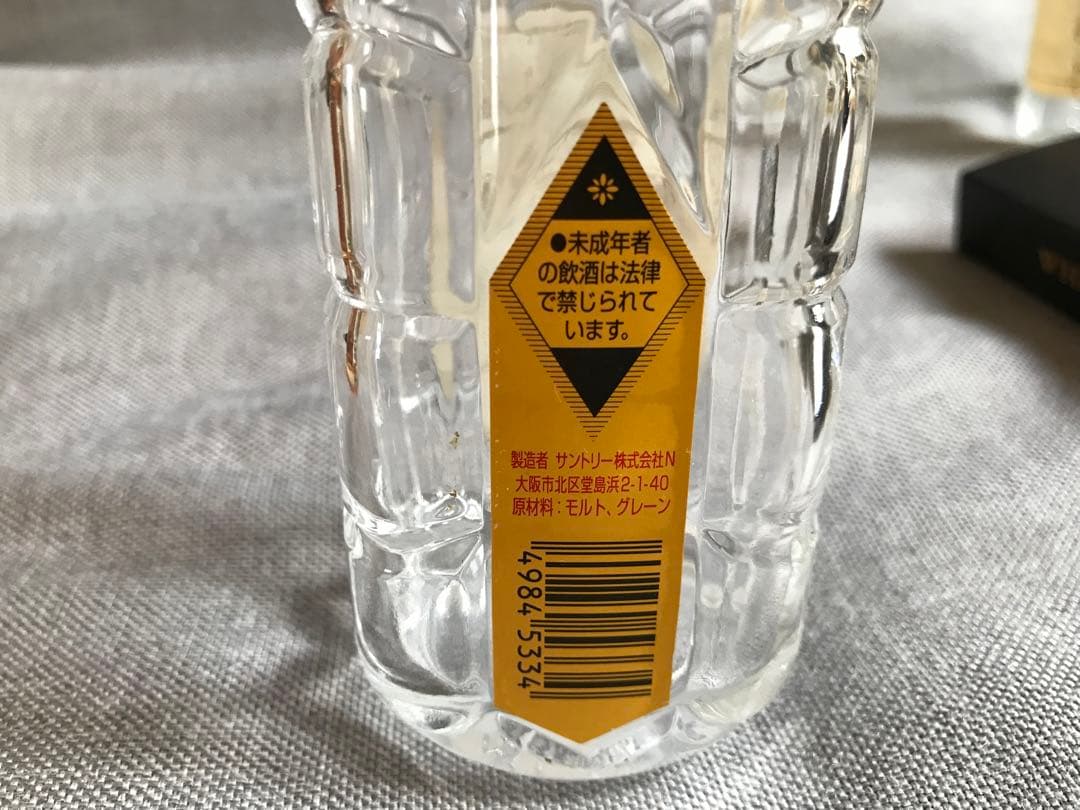 ●未成年者
の飲酒は法律
で禁じられて
います。
製造者 サントリー株式会社N
大阪市北区堂島浜2-1-40
原材料：モルト、グレーン
4984 5334